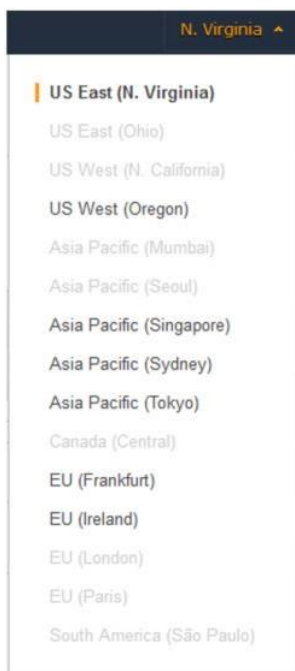 N. Virginia
US East (N. Virginia)
US East (Ohio)
US West (N. California)
US West (Oregon)
Asia Pacific (Mumbai)
Asia Pacific (Seoul)
Asia Pacific (Singapore)
Asia Pacific (Sydney)
Asia Pacific (Tokyo)
Canada (Central)
EU (Frankfurt)
EU (Ireland)
EU (London)
EU (Paris)
South America (São Paulo)